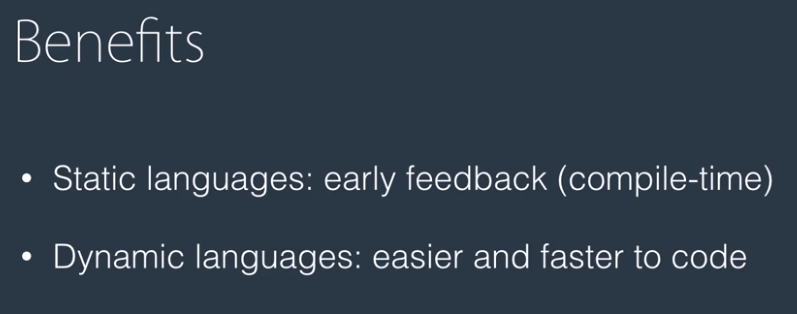 Benefits
• Static languages: early feedback (compile-time)
• Dynamic languages: easier and faster to code